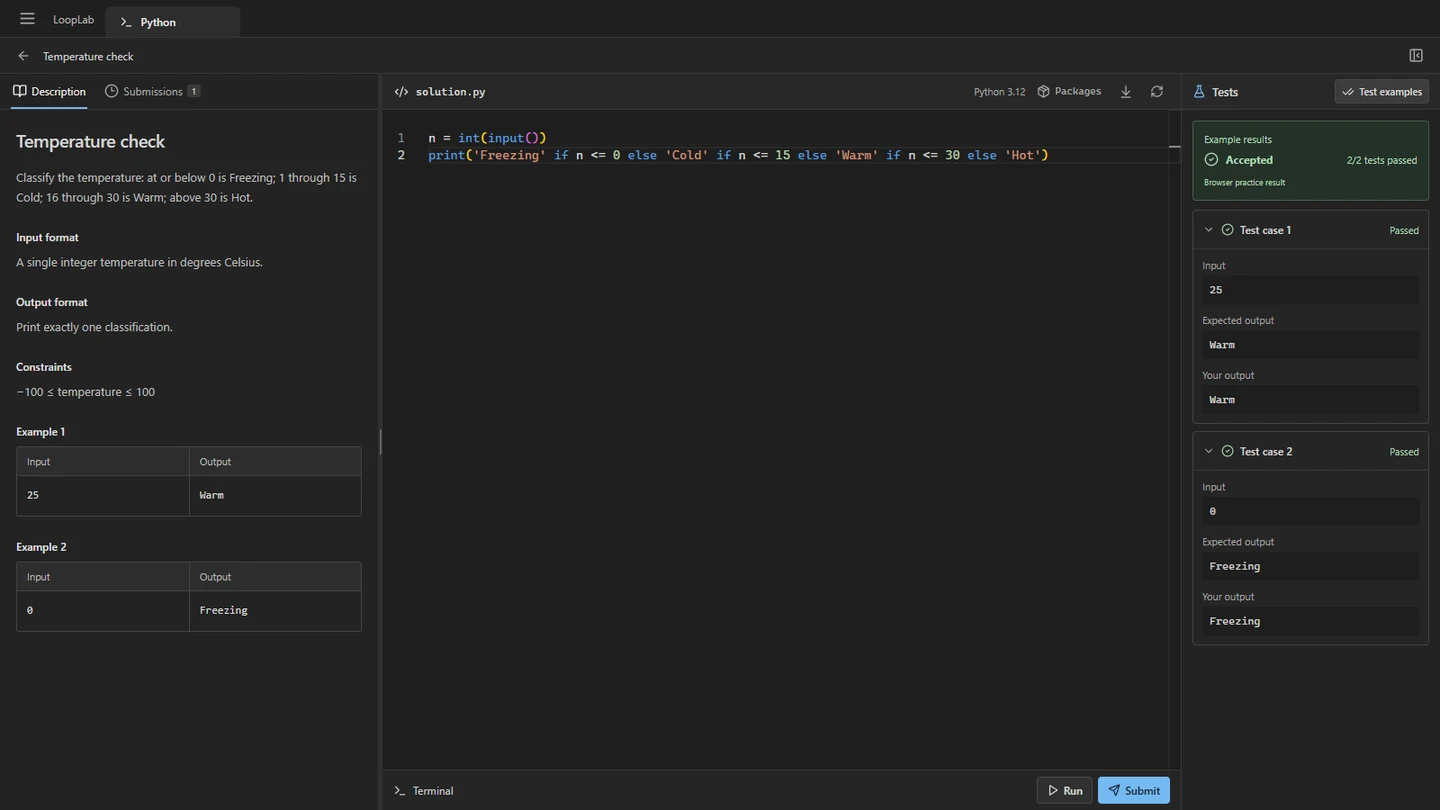 LoopLab
Python
Temperature check
Description
Submissions 1
Temperature check
Classify the temperature: at or below 0 is Freezing; 1 through 15 is
Cold; 16 through 30 is Warm; above 30 is Hot.
Input format
A single integer temperature in degrees Celsius.
Output format
Print exactly one classification.
Constraints
−100 ≤ temperature ≤ 100
Example 1
Input Output
25 Warm
Example 2
Input Output
0 Freezing
solution.py
Python 3.12
Packages
1 n = int(input())
2 print('Freezing' if n <= 0 else 'Cold' if n <= 15 else 'Warm' if n <= 30 else 'Hot')
Terminal
Run
Submit
Tests
Test examples
Example results
Accepted 2/2 tests passed
Browser practice result
Test case 1 Passed
Input
25
Expected output
Warm
Your output
Warm
Test case 2 Passed
Input
0
Expected output
Freezing
Your output
Freezing